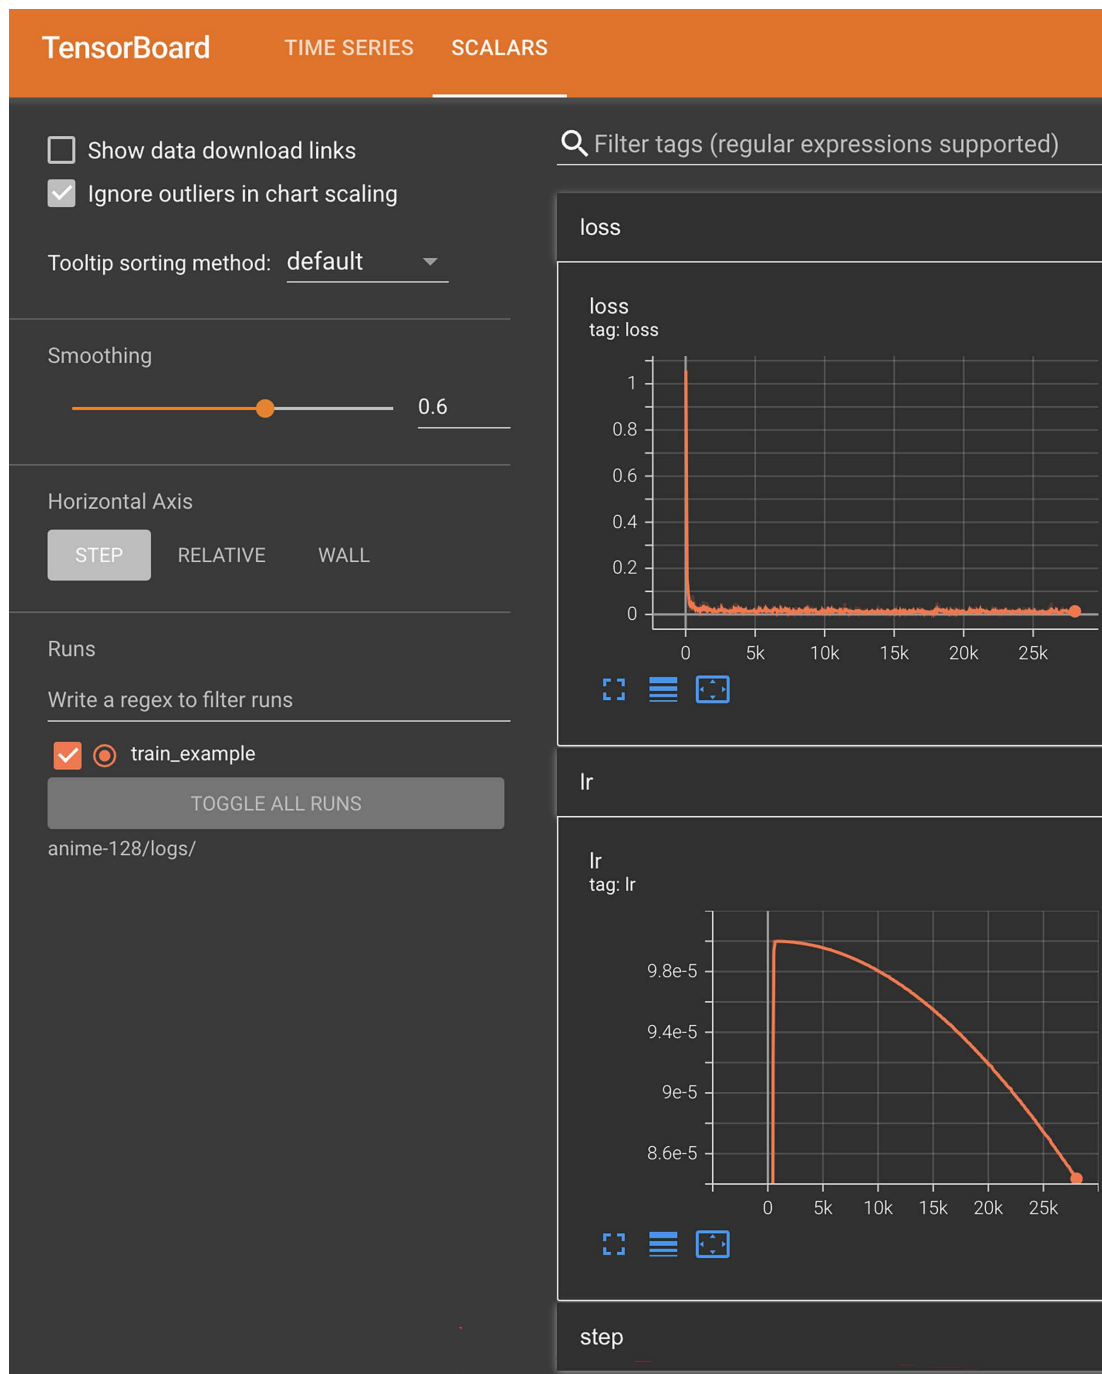 TensorBoard
TIME SERIES
SCALARS
Show data download links
Ignore outliers in chart scaling
Tooltip sorting method: default
Smoothing
0.6
Horizontal Axis
STEP
RELATIVE
WALL
Runs
Write a regex to filter runs
train_example
TOGGLE ALL RUNS
anime-128/logs/
Filter tags (regular expressions supported)
loss
loss
tag: loss
1
0.8
0.6
0.4
0.2
0
0 5k 10k 15k 20k 25k
lr
lr
tag: lr
9.8e-5
9.4e-5
9e-5
8.6e-5
0 5k 10k 15k 20k 25k
step